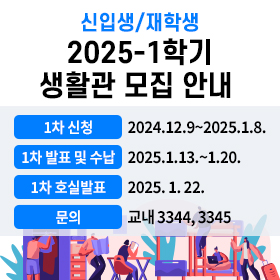 신입생/재학생
2025-1학기
생활관 모집 안내
1차 신청 2024.12.9~2025.1.8.
1차 발표 및 수납 2025.1.13.~1.20.
1차 호실발표 2025. 1. 22.
문의 교내 3344, 3345